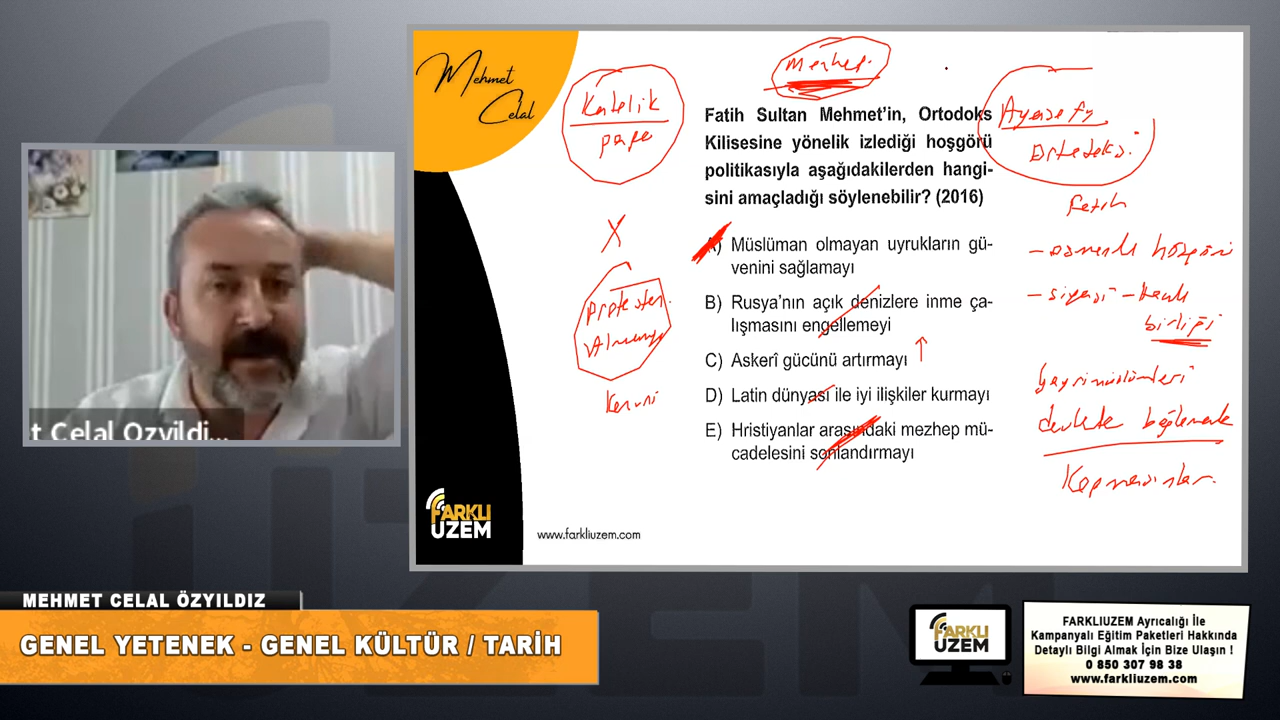 Mehmet
Celal
Katolik
papa
Mezhep.
Ayasofy
Ortodoks.
Fatih Sultan Mehmet’in, Ortodoks
Kilisesine yönelik izlediği hoşgörü
politikasıyla aşağıdakilerden hangi-
sini amaçladığı söylenebilir? (2016)
A) Müslüman olmayan uyrukların gü-
venini sağlamayı
B) Rusya’nın açık denizlere inme ça-
lışmasını engellemeyi
C) Askerî gücünü artırmayı
D) Latin dünyası ile iyi ilişkiler kurmayı
E) Hristiyanlar arasındaki mezhep mü-
cadelesini sonlandırmayı
X
Protestan.
Almanya
Kanuni
Fatih
- osmanlı hoşgörü
- siyasi -
birliği
gayrimüslimleri
devlete bağlamak
t Celal Ozyildi...
FARKLI
UZEM
www.farkliuzem.com
MEHMET CELAL ÖZYILDIZ
GENEL YETENEK - GENEL KÜLTÜR / TARİH
FARKLI
UZEM
FARKLIUZEM Ayrıcalığı İle
Kampanyalı Eğitim Paketleri Hakkında
Detaylı Bilgi Almak İçin Bize Ulaşın !
0 850 307 98 38
www.farkliuzem.com